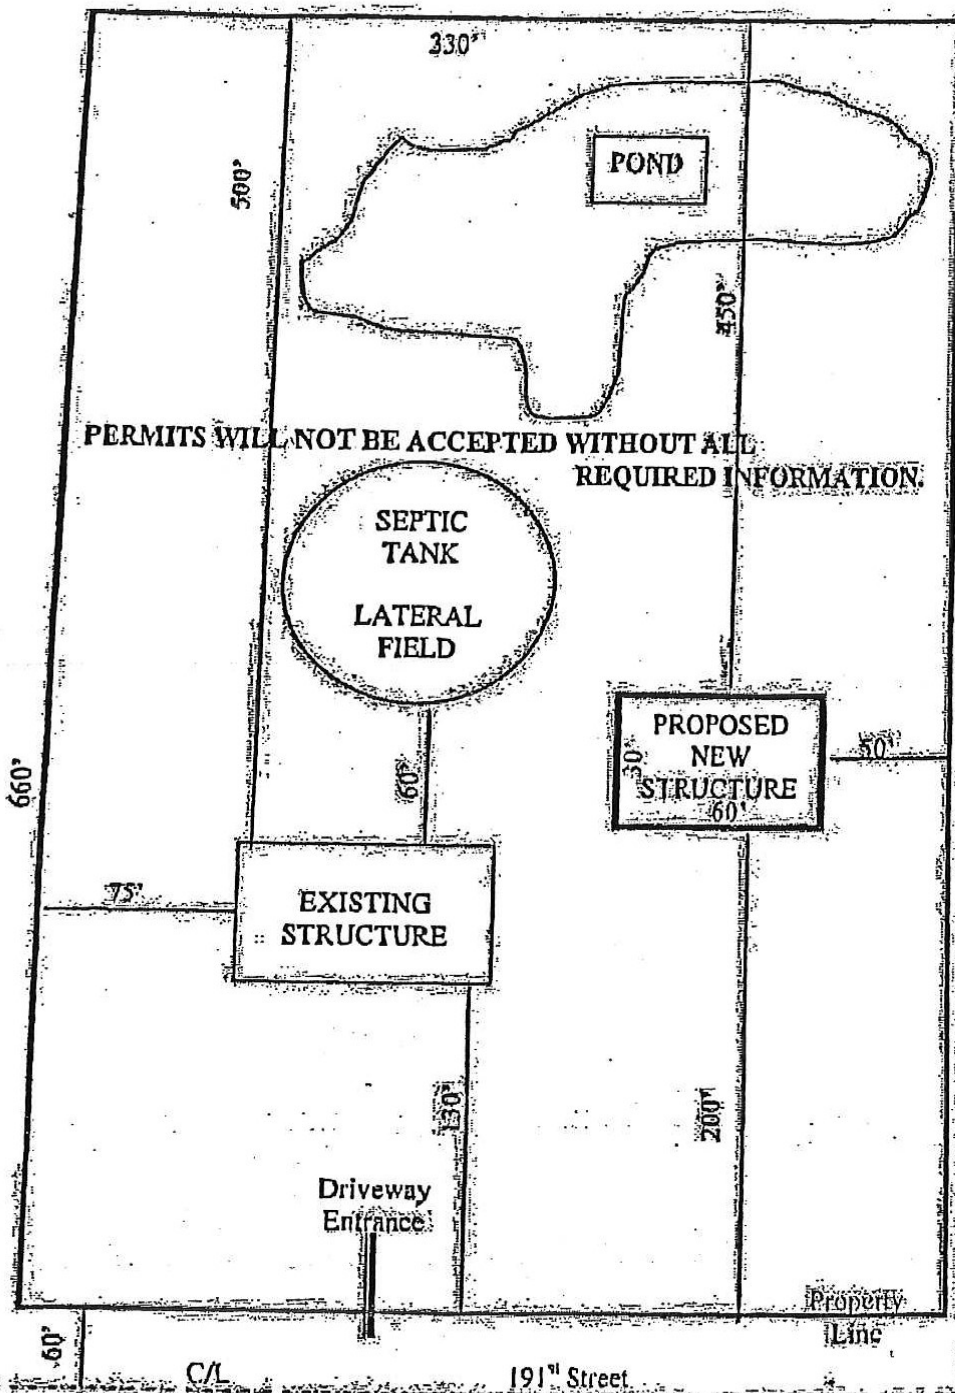 330'
500'
POND
450'
PERMITS WILL NOT BE ACCEPTED WITHOUT ALL
REQUIRED INFORMATION.
SEPTIC
TANK
LATERAL
FIELD
660'
60'
PROPOSED
NEW
STRUCTURE
60'
50'
75'
EXISTING
STRUCTURE
130'
200'
Driveway
Entrance
Property
Line
60'
C/L
191st Street